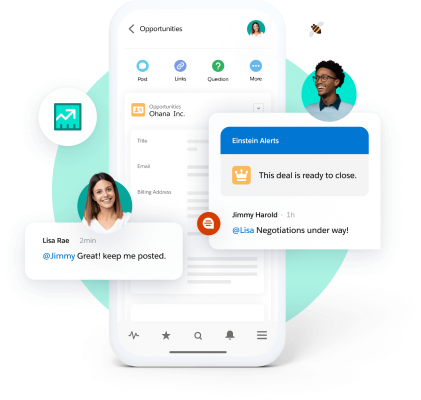 Opportunities
Post
Links
Question
More
Opportunities
Ohana Inc.
Title
Email
Billing Address
Einstein Alerts
This deal is ready to close.
Jimmy Harold · 1h
@Lisa Negotiations under way!
Lisa Rae · 2min
@Jimmy Great! keep me posted.